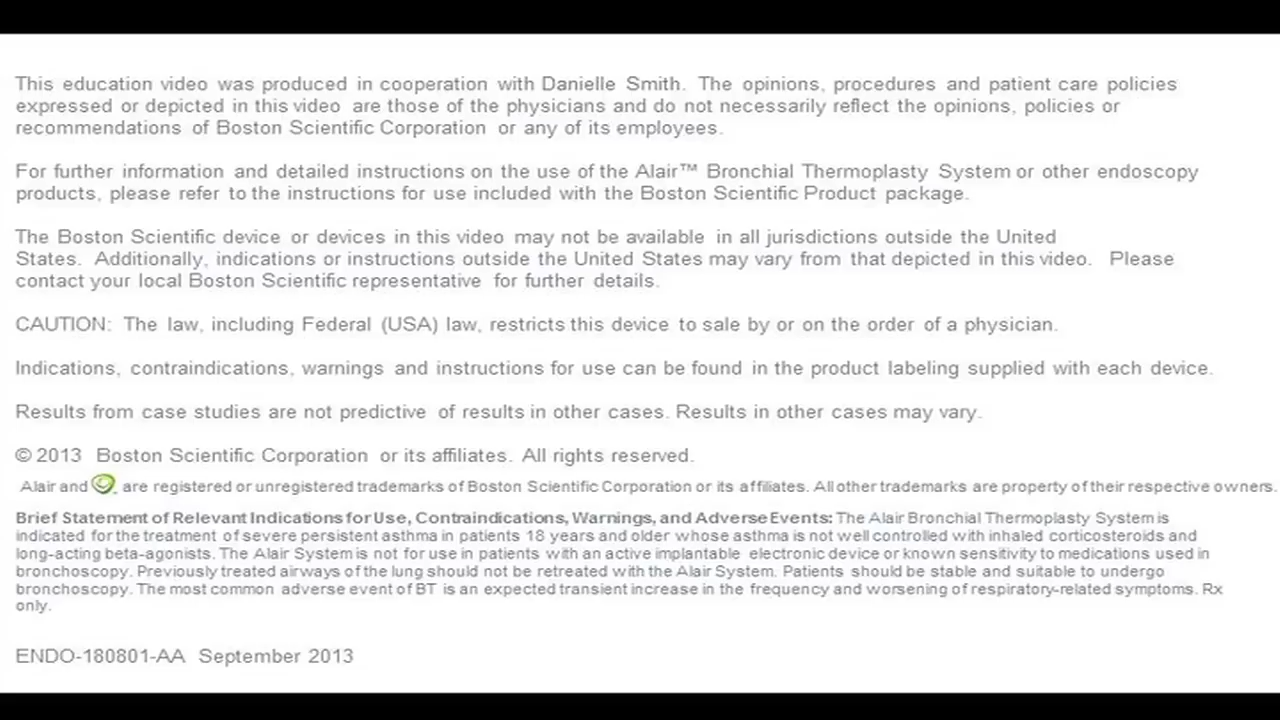 This education video was produced in cooperation with Danielle Smith. The opinions, procedures and patient care policies
expressed or depicted in this video are those of the physicians and do not necessarily reflect the opinions, policies or
recommendations of Boston Scientific Corporation or any of its employees.
For further information and detailed instructions on the use of the Alair™ Bronchial Thermoplasty System or other endoscopy
products, please refer to the instructions for use included with the Boston Scientific Product package.
The Boston Scientific device or devices in this video may not be available in all jurisdictions outside the United
States. Additionally, indications or instructions outside the United States may vary from that depicted in this video. Please
contact your local Boston Scientific representative for further details.
CAUTION: The law, including Federal (USA) law, restricts this device to sale by or on the order of a physician.
Indications, contraindications, warnings and instructions for use can be found in the product labeling supplied with each device.
Results from case studies are not predictive of results in other cases. Results in other cases may vary.
© 2013 Boston Scientific Corporation or its affiliates. All rights reserved.
Alair and are registered or unregistered trademarks of Boston Scientific Corporation or its affiliates. All other trademarks are property of their respective owners.
Brief Statement of Relevant Indications for Use, Contraindications, Warnings, and Adverse Events: The Alair Bronchial Thermoplasty System is
indicated for the treatment of severe persistent asthma in patients 18 years and older whose asthma is not well controlled with inhaled corticosteroids and
long-acting beta-agonists. The Alair System is not for use in patients with an active implantable electronic device or known sensitivity to medications used in
bronchoscopy. Previously treated airways of the lung should not be retreated with the Alair System. Patients should be stable and suitable to undergo
bronchoscopy. The most common adverse event of BT is an expected transient increase in the frequency and worsening of respiratory-related symptoms. Rx
only.
ENDO-180801-AA September 2013